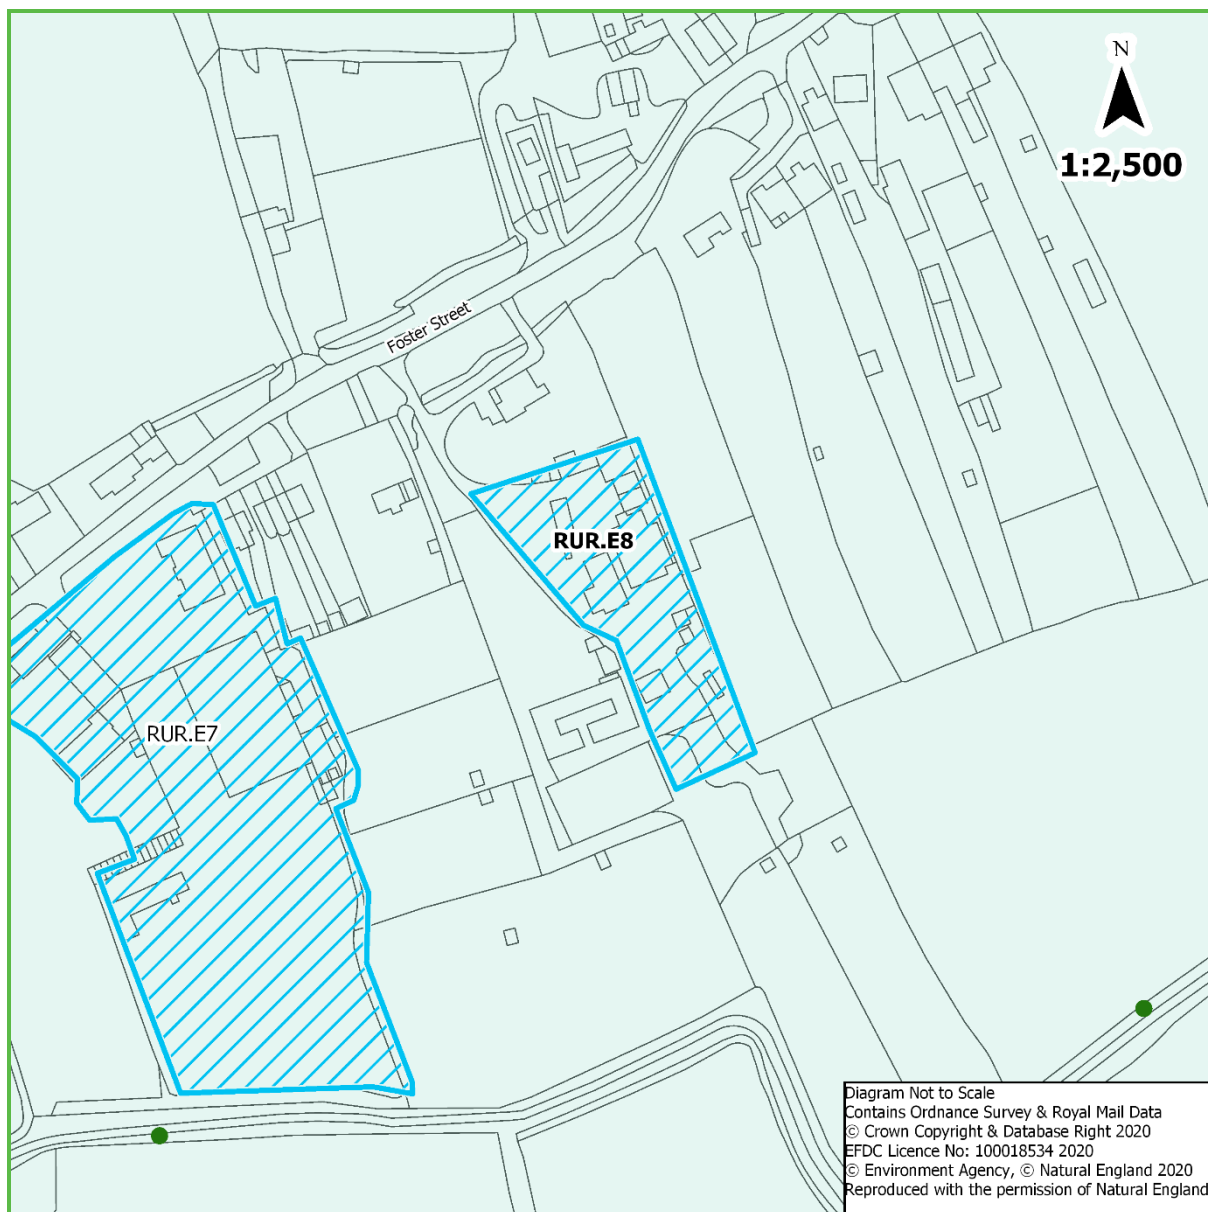 N
1:2,500
Foster Street
RUR.E8
RUR.E7
Diagram Not to Scale
Contains Ordnance Survey & Royal Mail Data
© Crown Copyright & Database Right 2020
EFDC Licence No: 100018534 2020
© Environment Agency, © Natural England 2020
Reproduced with the permission of Natural England